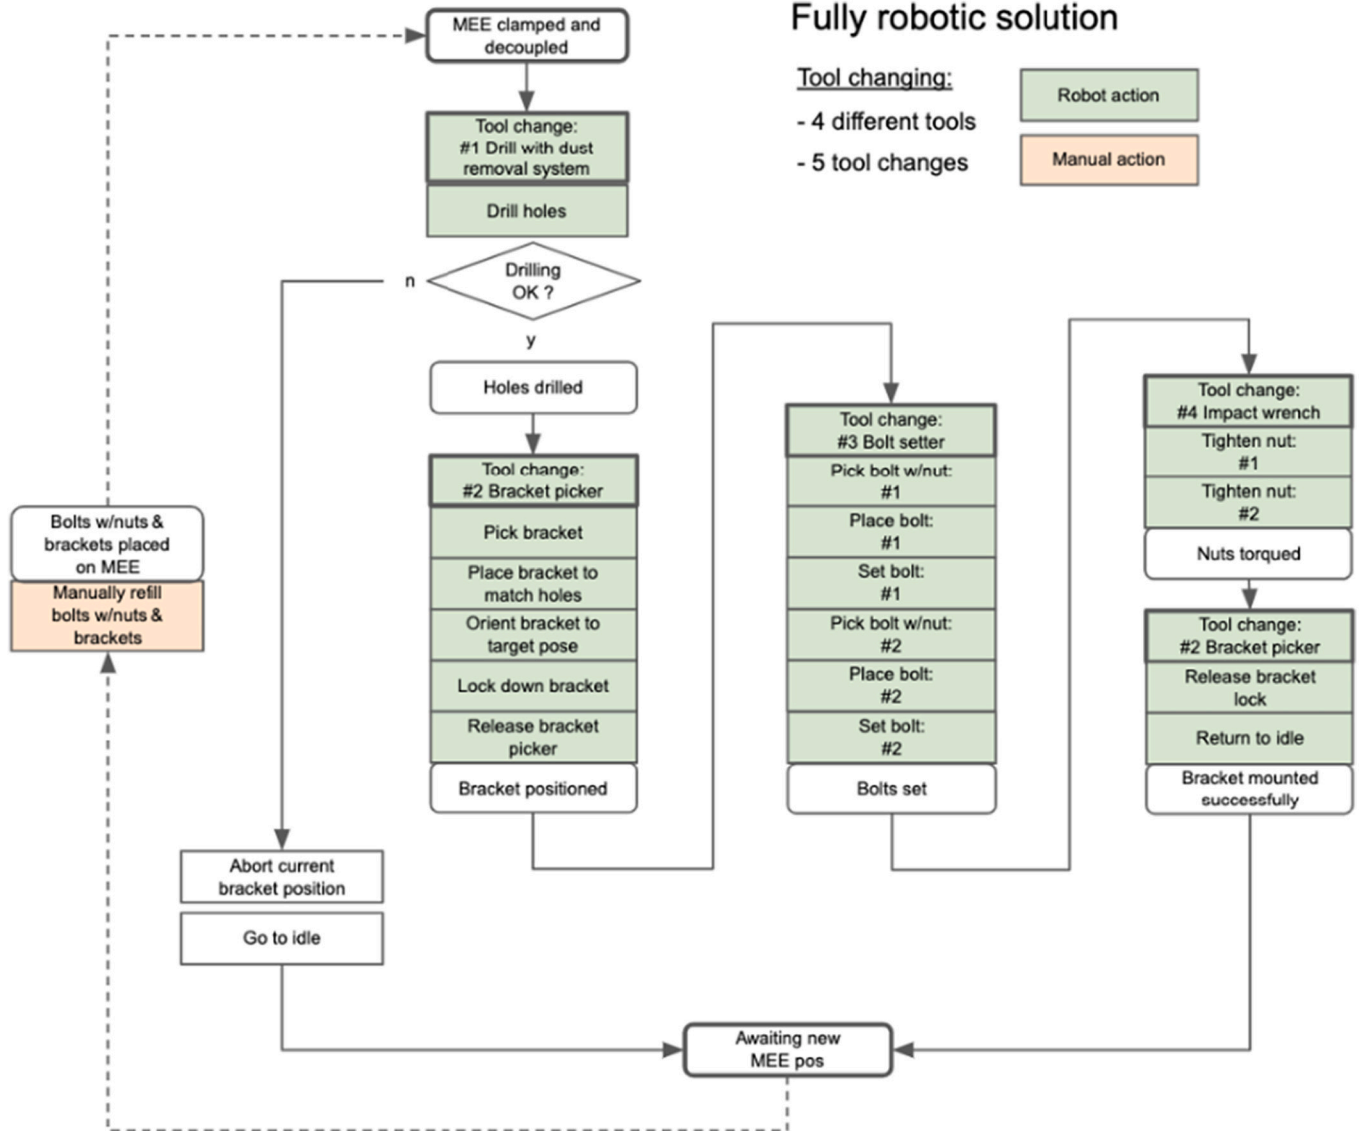 Fully robotic solution
Tool changing:
- 4 different tools
- 5 tool changes
Robot action
Manual action
MEE clamped and
decoupled
Tool change:
#1 Drill with dust
removal system
Drill holes
Drilling
OK ?
n
y
Holes drilled
Tool change:
#2 Bracket picker
Pick bracket
Place bracket to
match holes
Orient bracket to
target pose
Lock down bracket
Release bracket
picker
Bracket positioned
Tool change:
#3 Bolt setter
Pick bolt w/nut:
#1
Place bolt:
#1
Set bolt:
#1
Pick bolt w/nut:
#2
Place bolt:
#2
Set bolt:
#2
Bolts set
Tool change:
#4 Impact wrench
Tighten nut:
#1
Tighten nut:
#2
Nuts torqued
Tool change:
#2 Bracket picker
Release bracket
lock
Return to idle
Bracket mounted
successfully
Bolts w/nuts &
brackets placed
on MEE
Manually refill
bolts w/nuts &
brackets
Abort current
bracket position
Go to idle
Awaiting new
MEE pos